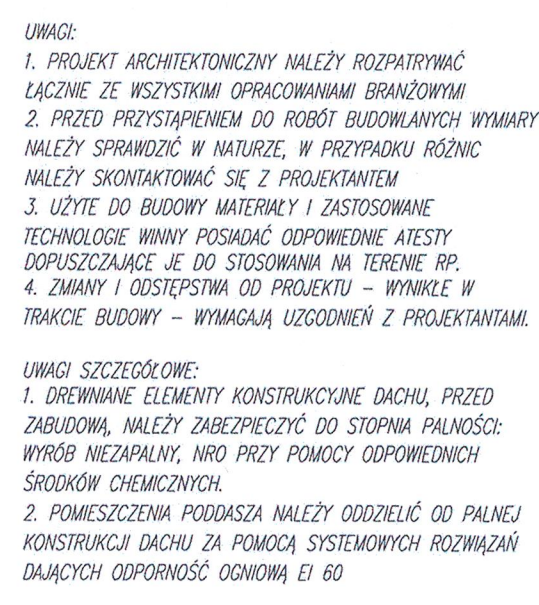 UWAGI:
1. PROJEKT ARCHITEKTONICZNY NALEŻY ROZPATRYWAĆ
ŁĄCZNIE ZE WSZYSTKIMI OPRACOWANIAMI BRANŻOWYMI
2. PRZED PRZYSTĄPIENIEM DO ROBÓT BUDOWLANYCH WYMIARY
NALEŻY SPRAWDZIĆ W NATURZE, W PRZYPADKU RÓŻNIC
NALEŻY SKONTAKTOWAĆ SIĘ Z PROJEKTANTEM
3. UŻYTE DO BUDOWY MATERIAŁY I ZASTOSOWANE
TECHNOLOGIE WINNY POSIADAĆ ODPOWIEDNIE ATESTY
DOPUSZCZAJĄCE JE DO STOSOWANIA NA TERENIE RP.
4. ZMIANY I ODSTĘPSTWA OD PROJEKTU – WYNIKŁE W
TRAKCIE BUDOWY – WYMAGAJĄ UZGODNIEŃ Z PROJEKTANTAMI.
UWAGI SZCZEGÓŁOWE:
1. DREWNIANE ELEMENTY KONSTRUKCYJNE DACHU, PRZED
ZABUDOWĄ, NALEŻY ZABEZPIECZYĆ DO STOPNIA PALNOŚCI:
WYRÓB NIEZAPALNY, NRO PRZY POMOCY ODPOWIEDNICH
ŚRODKÓW CHEMICZNYCH.
2. POMIESZCZENIA PODDASZA NALEŻY ODDZIELIĆ OD PALNEJ
KONSTRUKCJI DACHU ZA POMOCĄ SYSTEMOWYCH ROZWIĄZAŃ
DAJĄCYCH ODPORNOŚĆ OGNIOWĄ EI 60